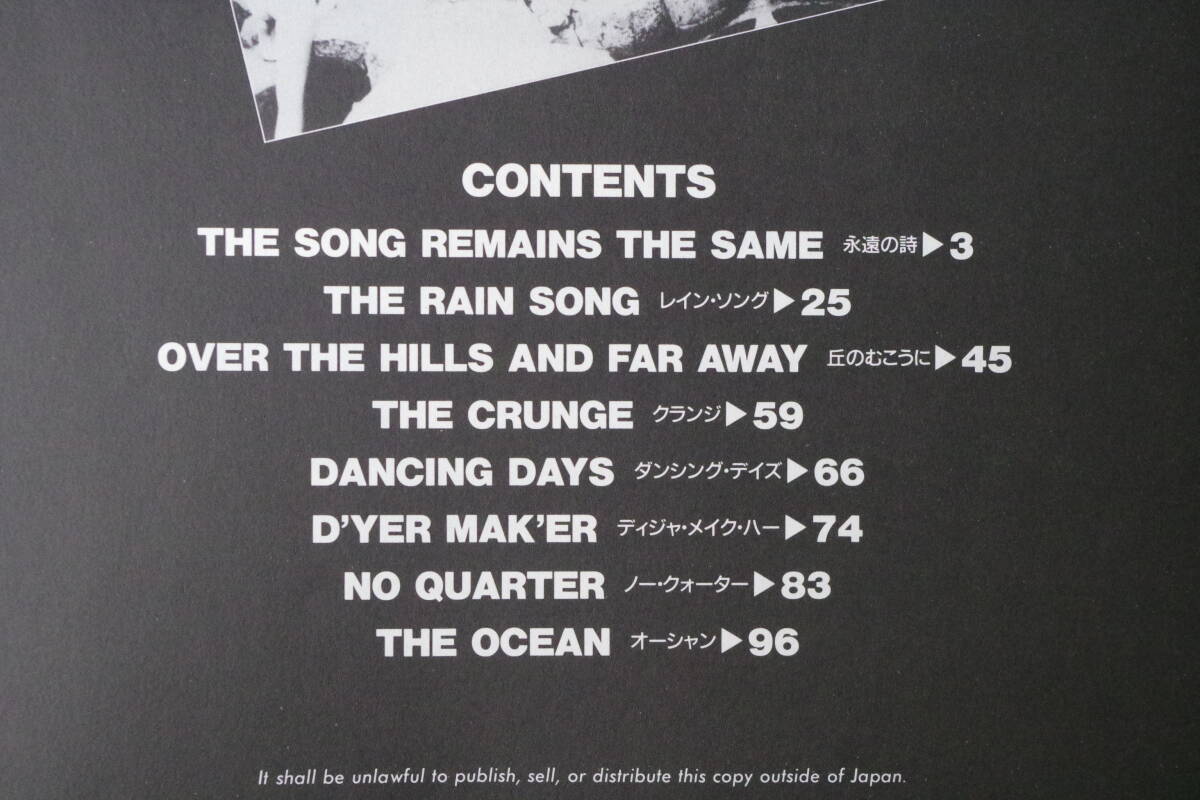 CONTENTS
THE SONG REMAINS THE SAME 永遠の詩▶3
THE RAIN SONG レイン・ソング▶25
OVER THE HILLS AND FAR AWAY 丘のむこうに▶45
THE CRUNGE クランジ▶59
DANCING DAYS ダンシング・デイズ▶66
D'YER MAK'ER ディジャ・メイク・ハー▶74
NO QUARTER ノー・クォーター▶83
THE OCEAN オーシャン▶96
It shall be unlawful to publish, sell, or distribute this copy outside of Japan.